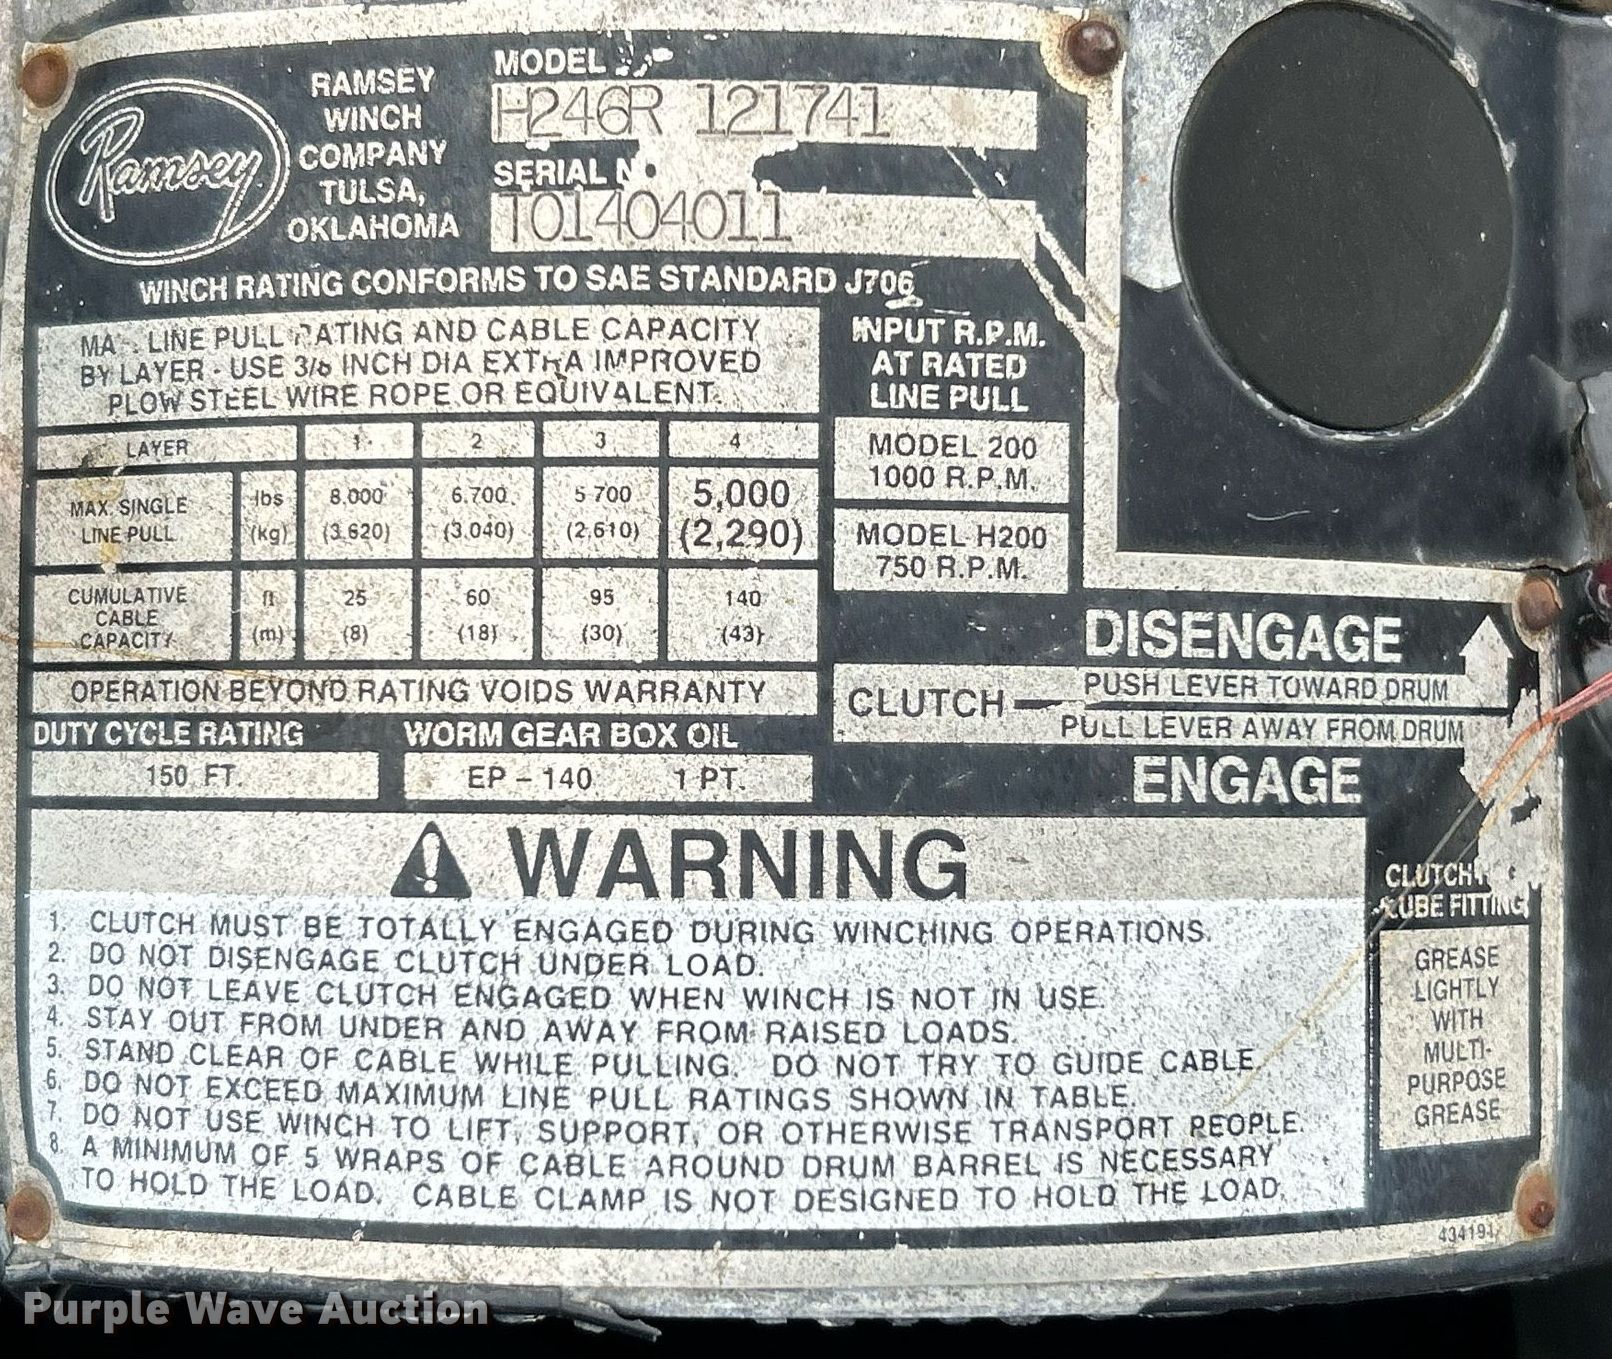 Ramsey
RAMSEY
WINCH
COMPANY
TULSA,
OKLAHOMA
MODEL
H246R 121741
SERIAL N
T01404011
WINCH RATING CONFORMS TO SAE STANDARD J706
LINE PULL RATING AND CABLE CAPACITY
BY LAYER - USE 3/8 INCH DIA EXTRA IMPROVED
PLOW STEEL WIRE ROPE OR EQUIVALENT.
LAYER 1 2 3 4
MAX. SINGLE LINE PULL
lbs 8.000 6.700 5 700 5,000
(kg) (3.620) (3.040) (2,610) (2,290)
CUMULATIVE
CABLE
CAPACITY
ft 25 60 95 140
(m) (8) (18) (30) (43)
OPERATION BEYOND RATING VOIDS WARRANTY
DUTY CYCLE RATING
150 FT.
WORM GEAR BOX OIL
EP - 140 1 PT.
INPUT R.P.M.
AT RATED
LINE PULL
MODEL 200
1000 R.P.M.
MODEL H200
750 R.P.M.
DISENGAGE
PUSH LEVER TOWARD DRUM
CLUTCH
PULL LEVER AWAY FROM DRUM
ENGAGE
WARNING
1. CLUTCH MUST BE TOTALLY ENGAGED DURING WINCHING OPERATIONS.
2. DO NOT DISENGAGE CLUTCH UNDER LOAD.
3. DO NOT LEAVE CLUTCH ENGAGED WHEN WINCH IS NOT IN USE.
4. STAY OUT FROM UNDER AND AWAY FROM RAISED LOADS.
5. STAND CLEAR OF CABLE WHILE PULLING. DO NOT TRY TO GUIDE CABLE.
6. DO NOT EXCEED MAXIMUM LINE PULL RATINGS SHOWN IN TABLE.
7. DO NOT USE WINCH TO LIFT, SUPPORT, OR OTHERWISE TRANSPORT PEOPLE.
8. A MINIMUM OF 5 WRAPS OF CABLE AROUND DRUM BARREL IS NECESSARY
TO HOLD THE LOAD. CABLE CLAMP IS NOT DESIGNED TO HOLD THE LOAD.
CLUTCH
LUBE FITTING
GREASE
LIGHTLY
WITH
MULTI-
PURPOSE
GREASE
434191
Purple Wave Auction